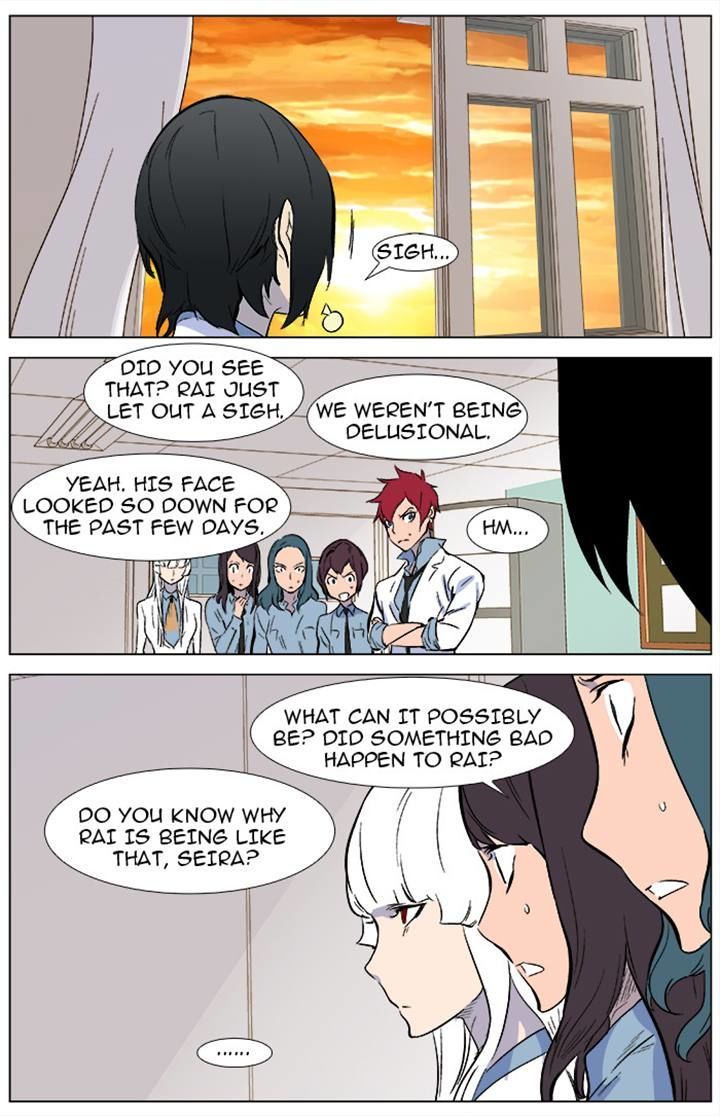 SIGH...
DID YOU SEE
THAT? RAI JUST
LET OUT A SIGH.
WE WEREN'T BEING
DELUSIONAL.
YEAH. HIS FACE
LOOKED SO DOWN FOR
THE PAST FEW DAYS.
HM...
WHAT CAN IT POSSIBLY
BE? DID SOMETHING BAD
HAPPEN TO RAI?
DO YOU KNOW WHY
RAI IS BEING LIKE
THAT, SEIRA?
......